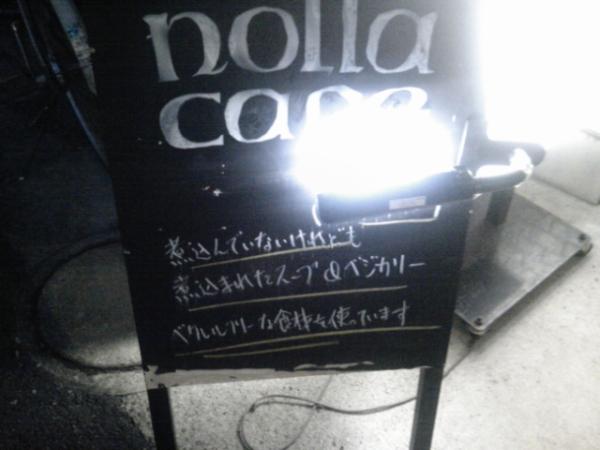 nolla
cafe
煮込んでいないけれども
煮込まれたスープ&ベジカリー
ベクレルフリーな食材を使っています